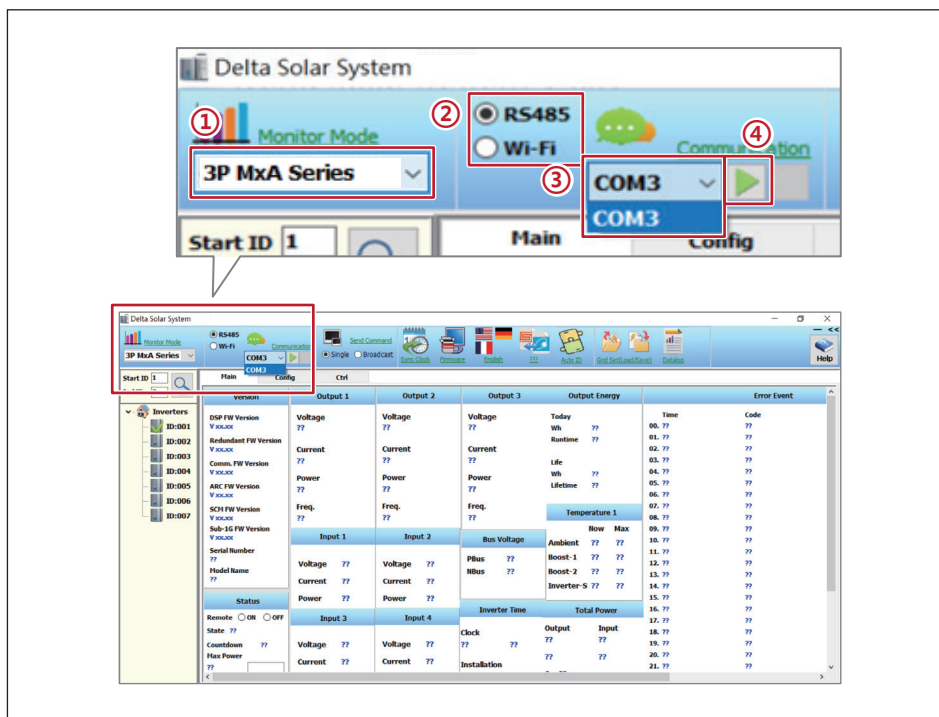 Delta Solar System
①
Monitor Mode
3P MxA Series
②
RS485
Wi-Fi
③
④
Communication
COM3
COM3
Start ID 1
Main
Config
Delta Solar System
Monitor Mode
3P MxA Series
RS485
Wi-Fi
Communication
COM3
COM3
Send Command
Single Broadcast
Sync Clock
Firmware
English
???
Auto ID
Grid Set(Load/Save)
Datalog
<<
Help
Start ID 1
Main Config Ctrl
Inverters
ID:001
ID:002
ID:003
ID:004
ID:005
ID:006
ID:007
Version
DSP FW Version
V xx.xx
Redundant FW Version
V xx.xx
Comm. FW Version
V xx.xx
ARC FW Version
V xx.xx
SCM FW Version
V xx.xx
Sub-1G FW Version
V xx.xx
Serial Number
??
Model Name
??
Status
Remote ON OFF
State ??
Countdown ??
Max Power
??
Output 1
Voltage
??
Current
??
Power
??
Freq.
??
Output 2
Voltage
??
Current
??
Power
??
Freq.
??
Output 3
Voltage
??
Current
??
Power
??
Freq.
??
Input 1
Voltage ??
Current ??
Power ??
Input 2
Voltage ??
Current ??
Power ??
Input 3
Voltage ??
Current ??
Input 4
Voltage ??
Current ??
Bus Voltage
PBus ??
NBus ??
Inverter Time
Clock
?? ??
Installation
Output Energy
Today
Wh ??
Runtime ??
Life
Wh ??
Lifetime ??
Temperature 1
Now Max
Ambient ?? ??
Boost-1 ?? ??
Boost-2 ?? ??
Inverter-S ?? ??
Total Power
Output Input
?? ??
?? ??
Error Event
Time Code
00. ?? ??
01. ?? ??
02. ?? ??
03. ?? ??
04. ?? ??
05. ?? ??
06. ?? ??
07. ?? ??
08. ?? ??
09. ?? ??
10. ?? ??
11. ?? ??
12. ?? ??
13. ?? ??
14. ?? ??
15. ?? ??
16. ?? ??
17. ?? ??
18. ?? ??
19. ?? ??
20. ?? ??
21. ?? ??